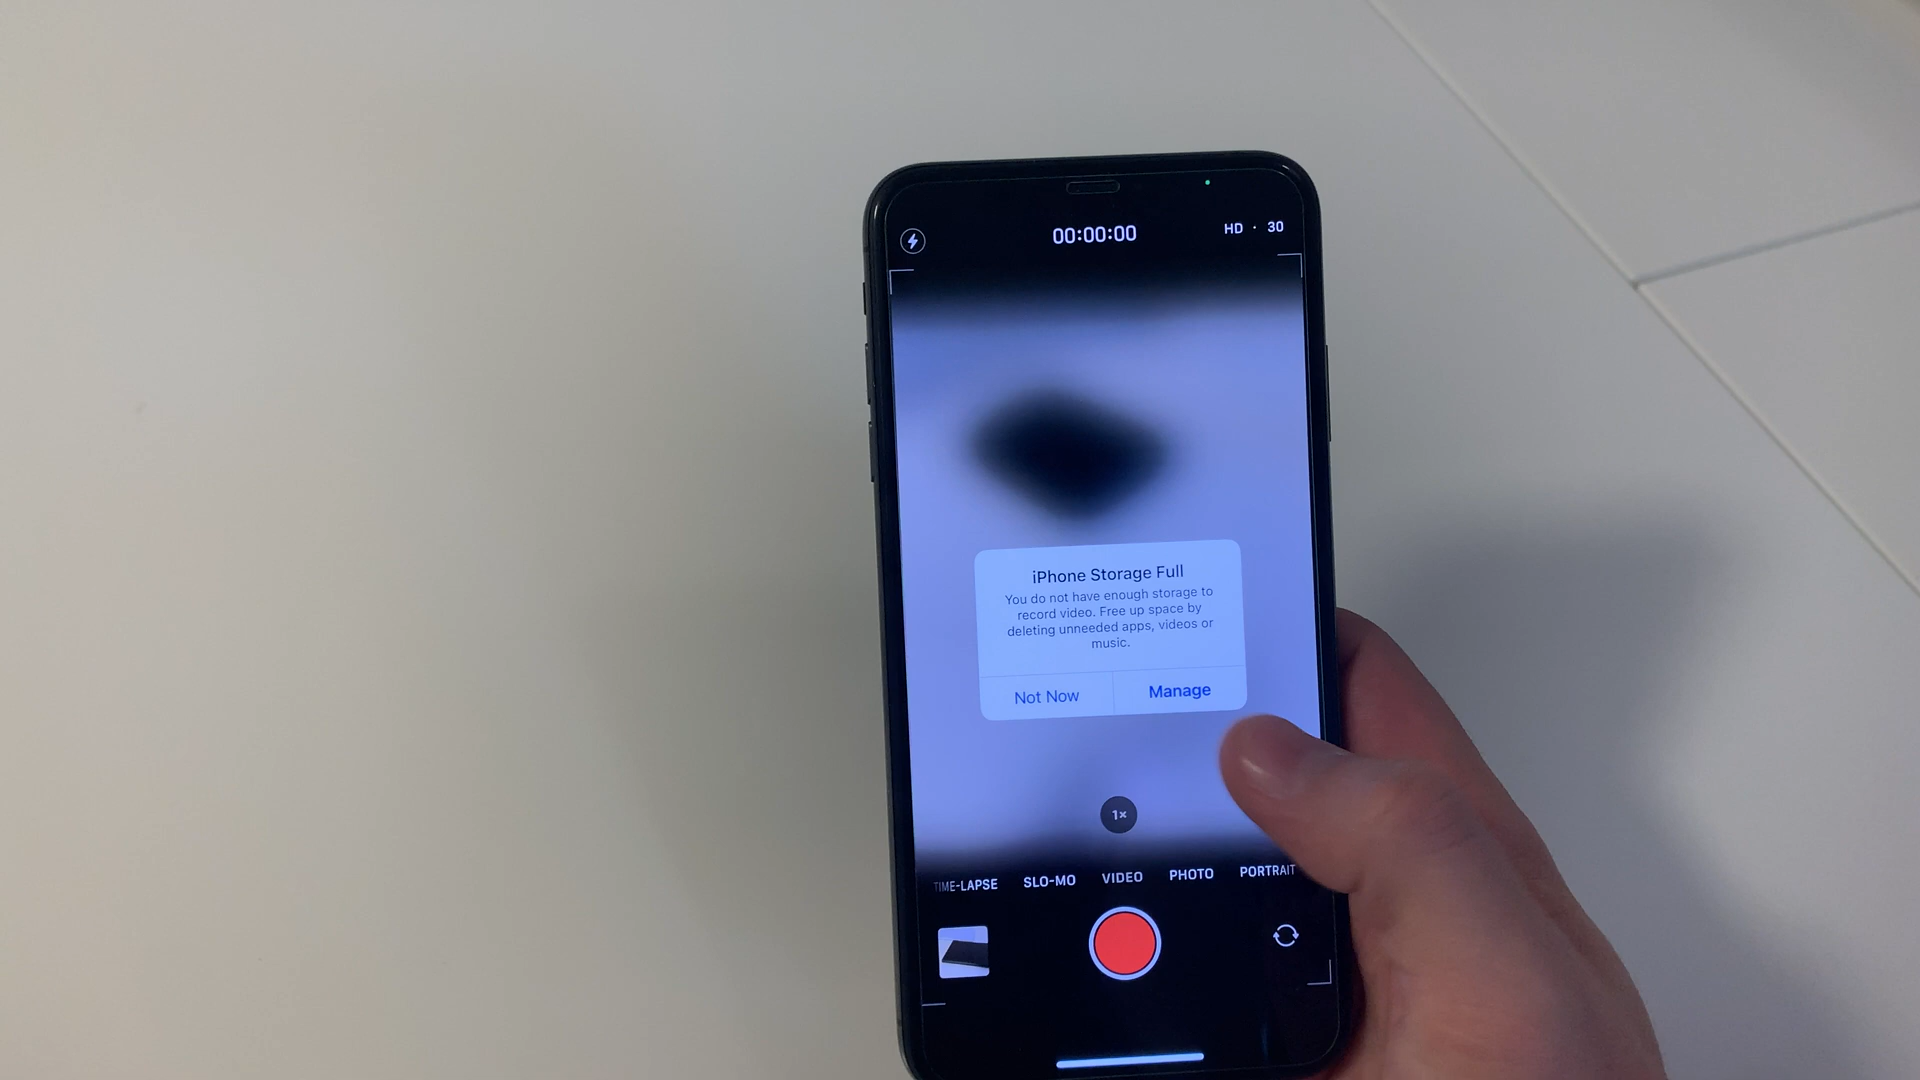 00:00:00
HD · 30
iPhone Storage Full
You do not have enough storage to
record video. Free up space by
deleting unneeded apps, videos or
music.
Not Now
Manage
1×
TIME-LAPSE SLO-MO VIDEO PHOTO PORTRAIT